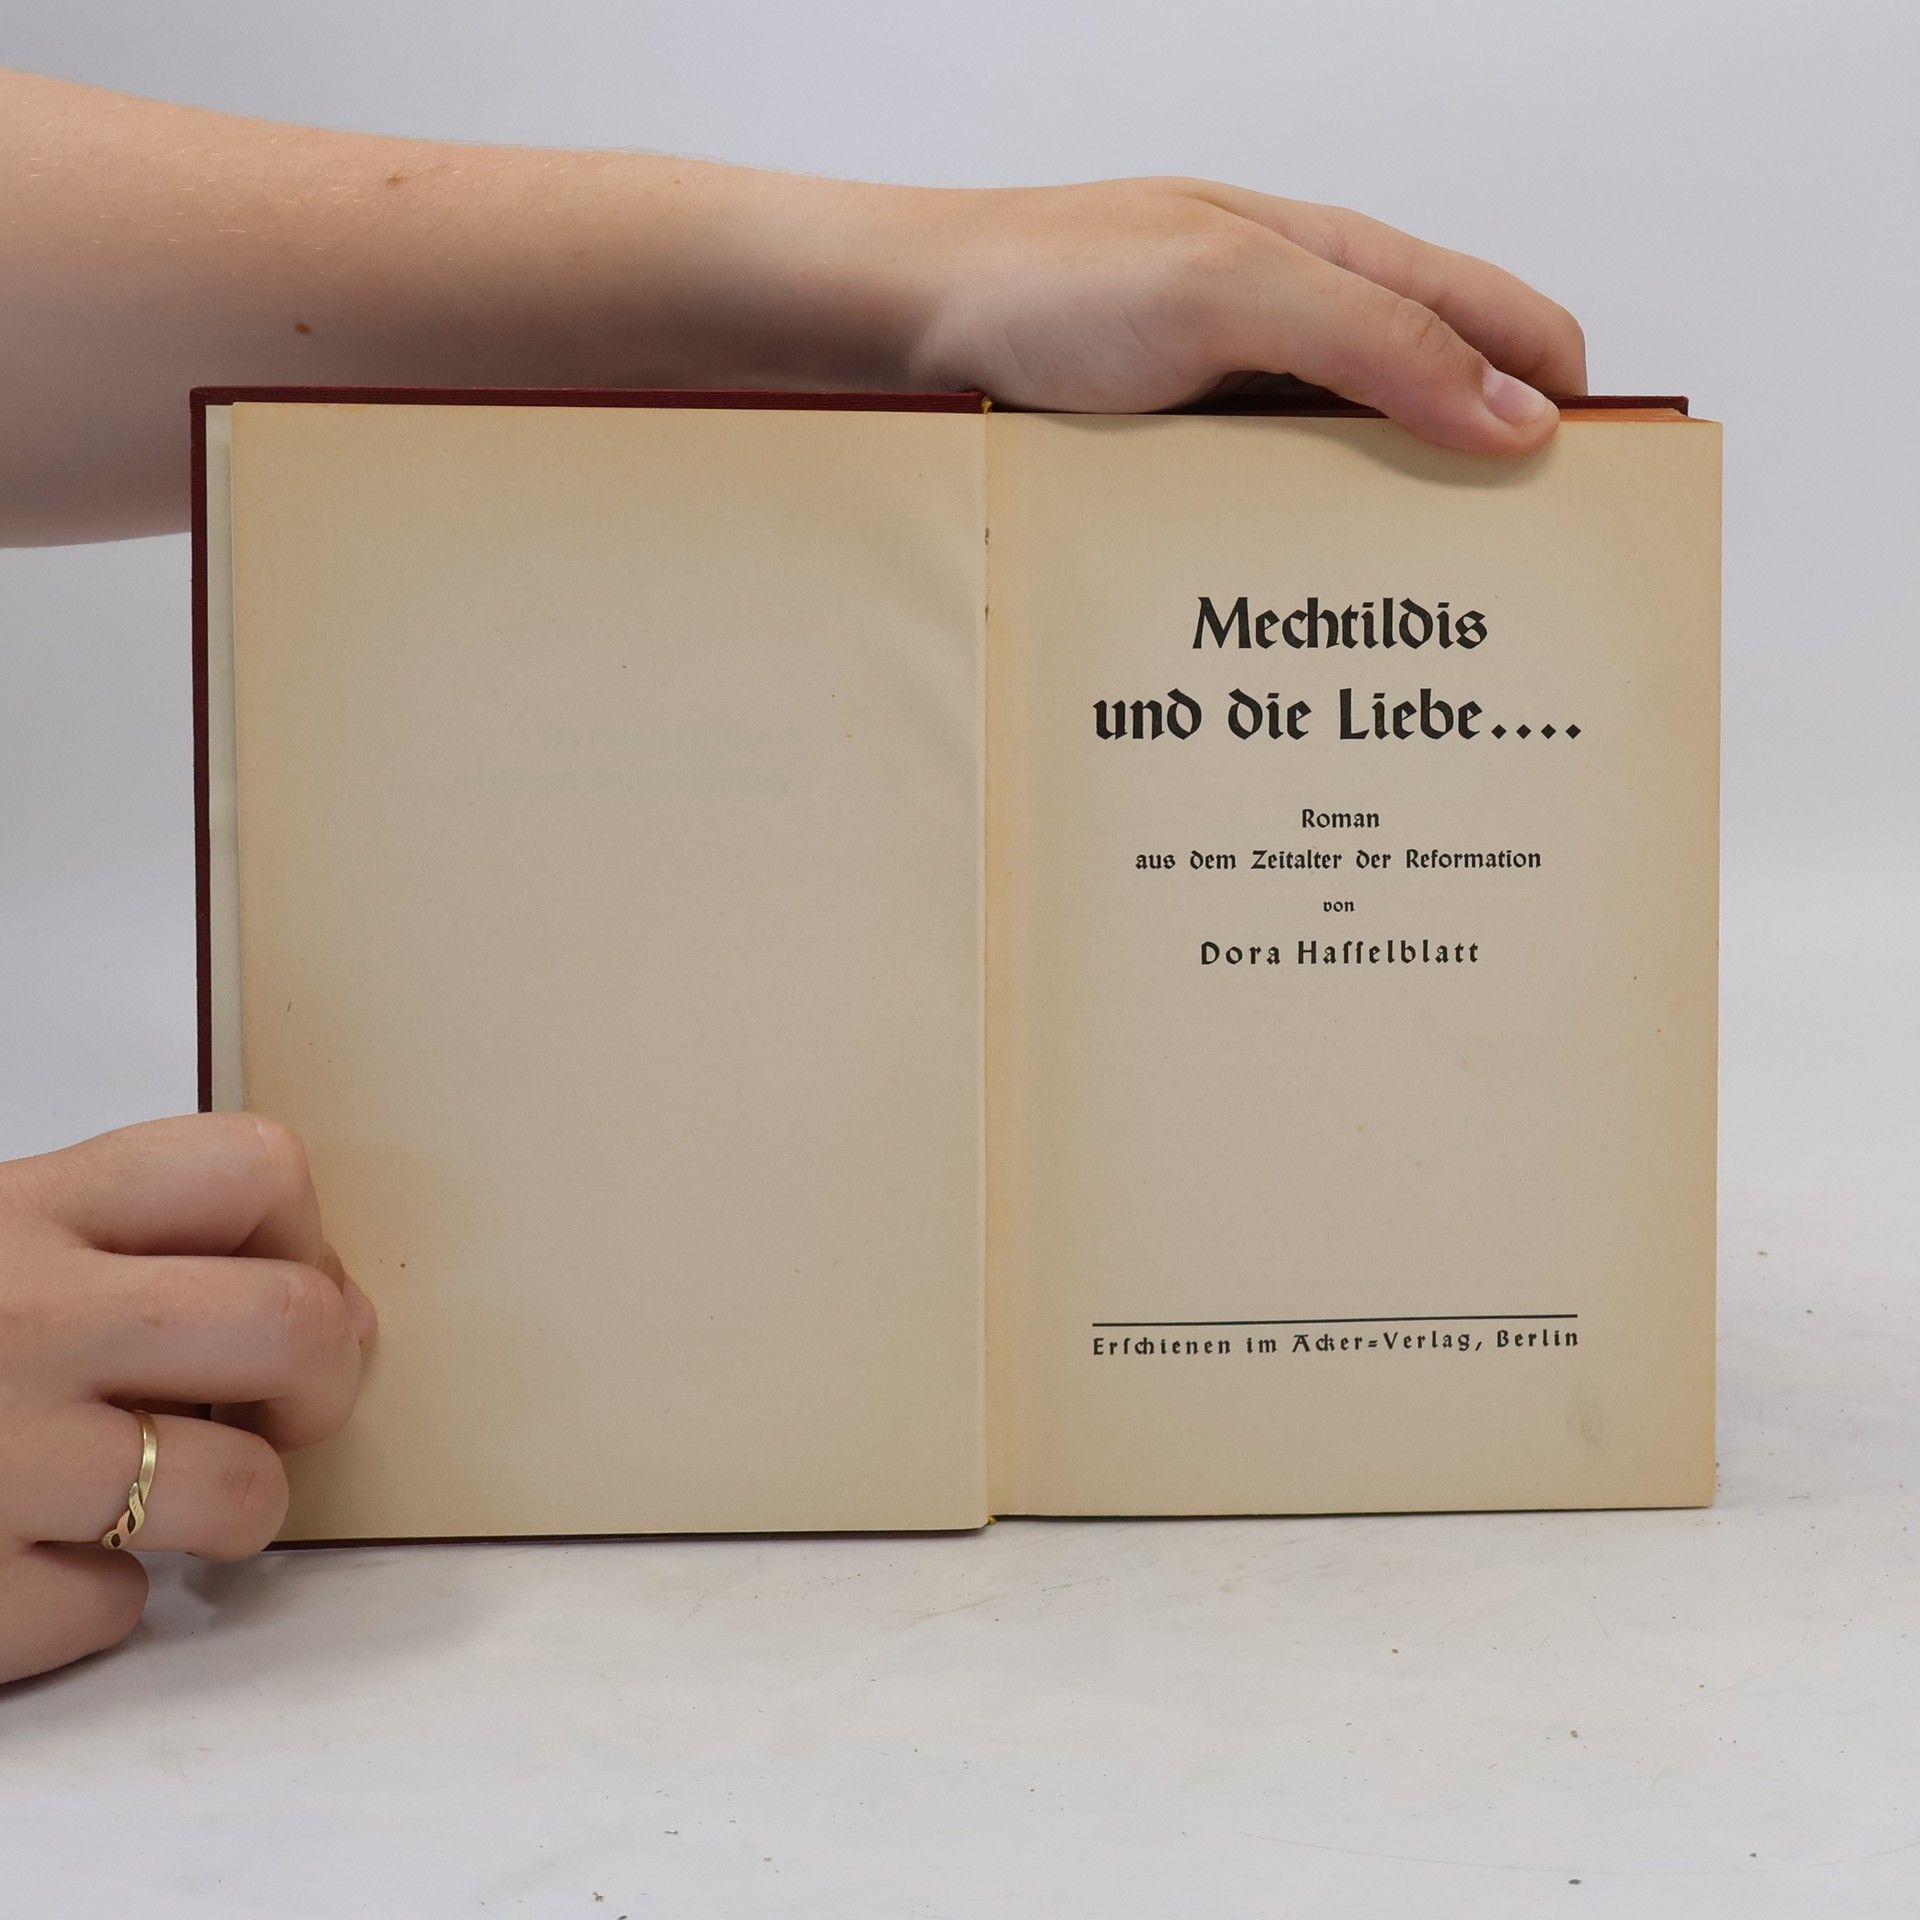 Mechtildis
und die Liebe....
Roman
aus dem Zeitalter der Reformation
von
Dora Haſſelblatt
Erſchienen im Acker=Verlag, Berlin